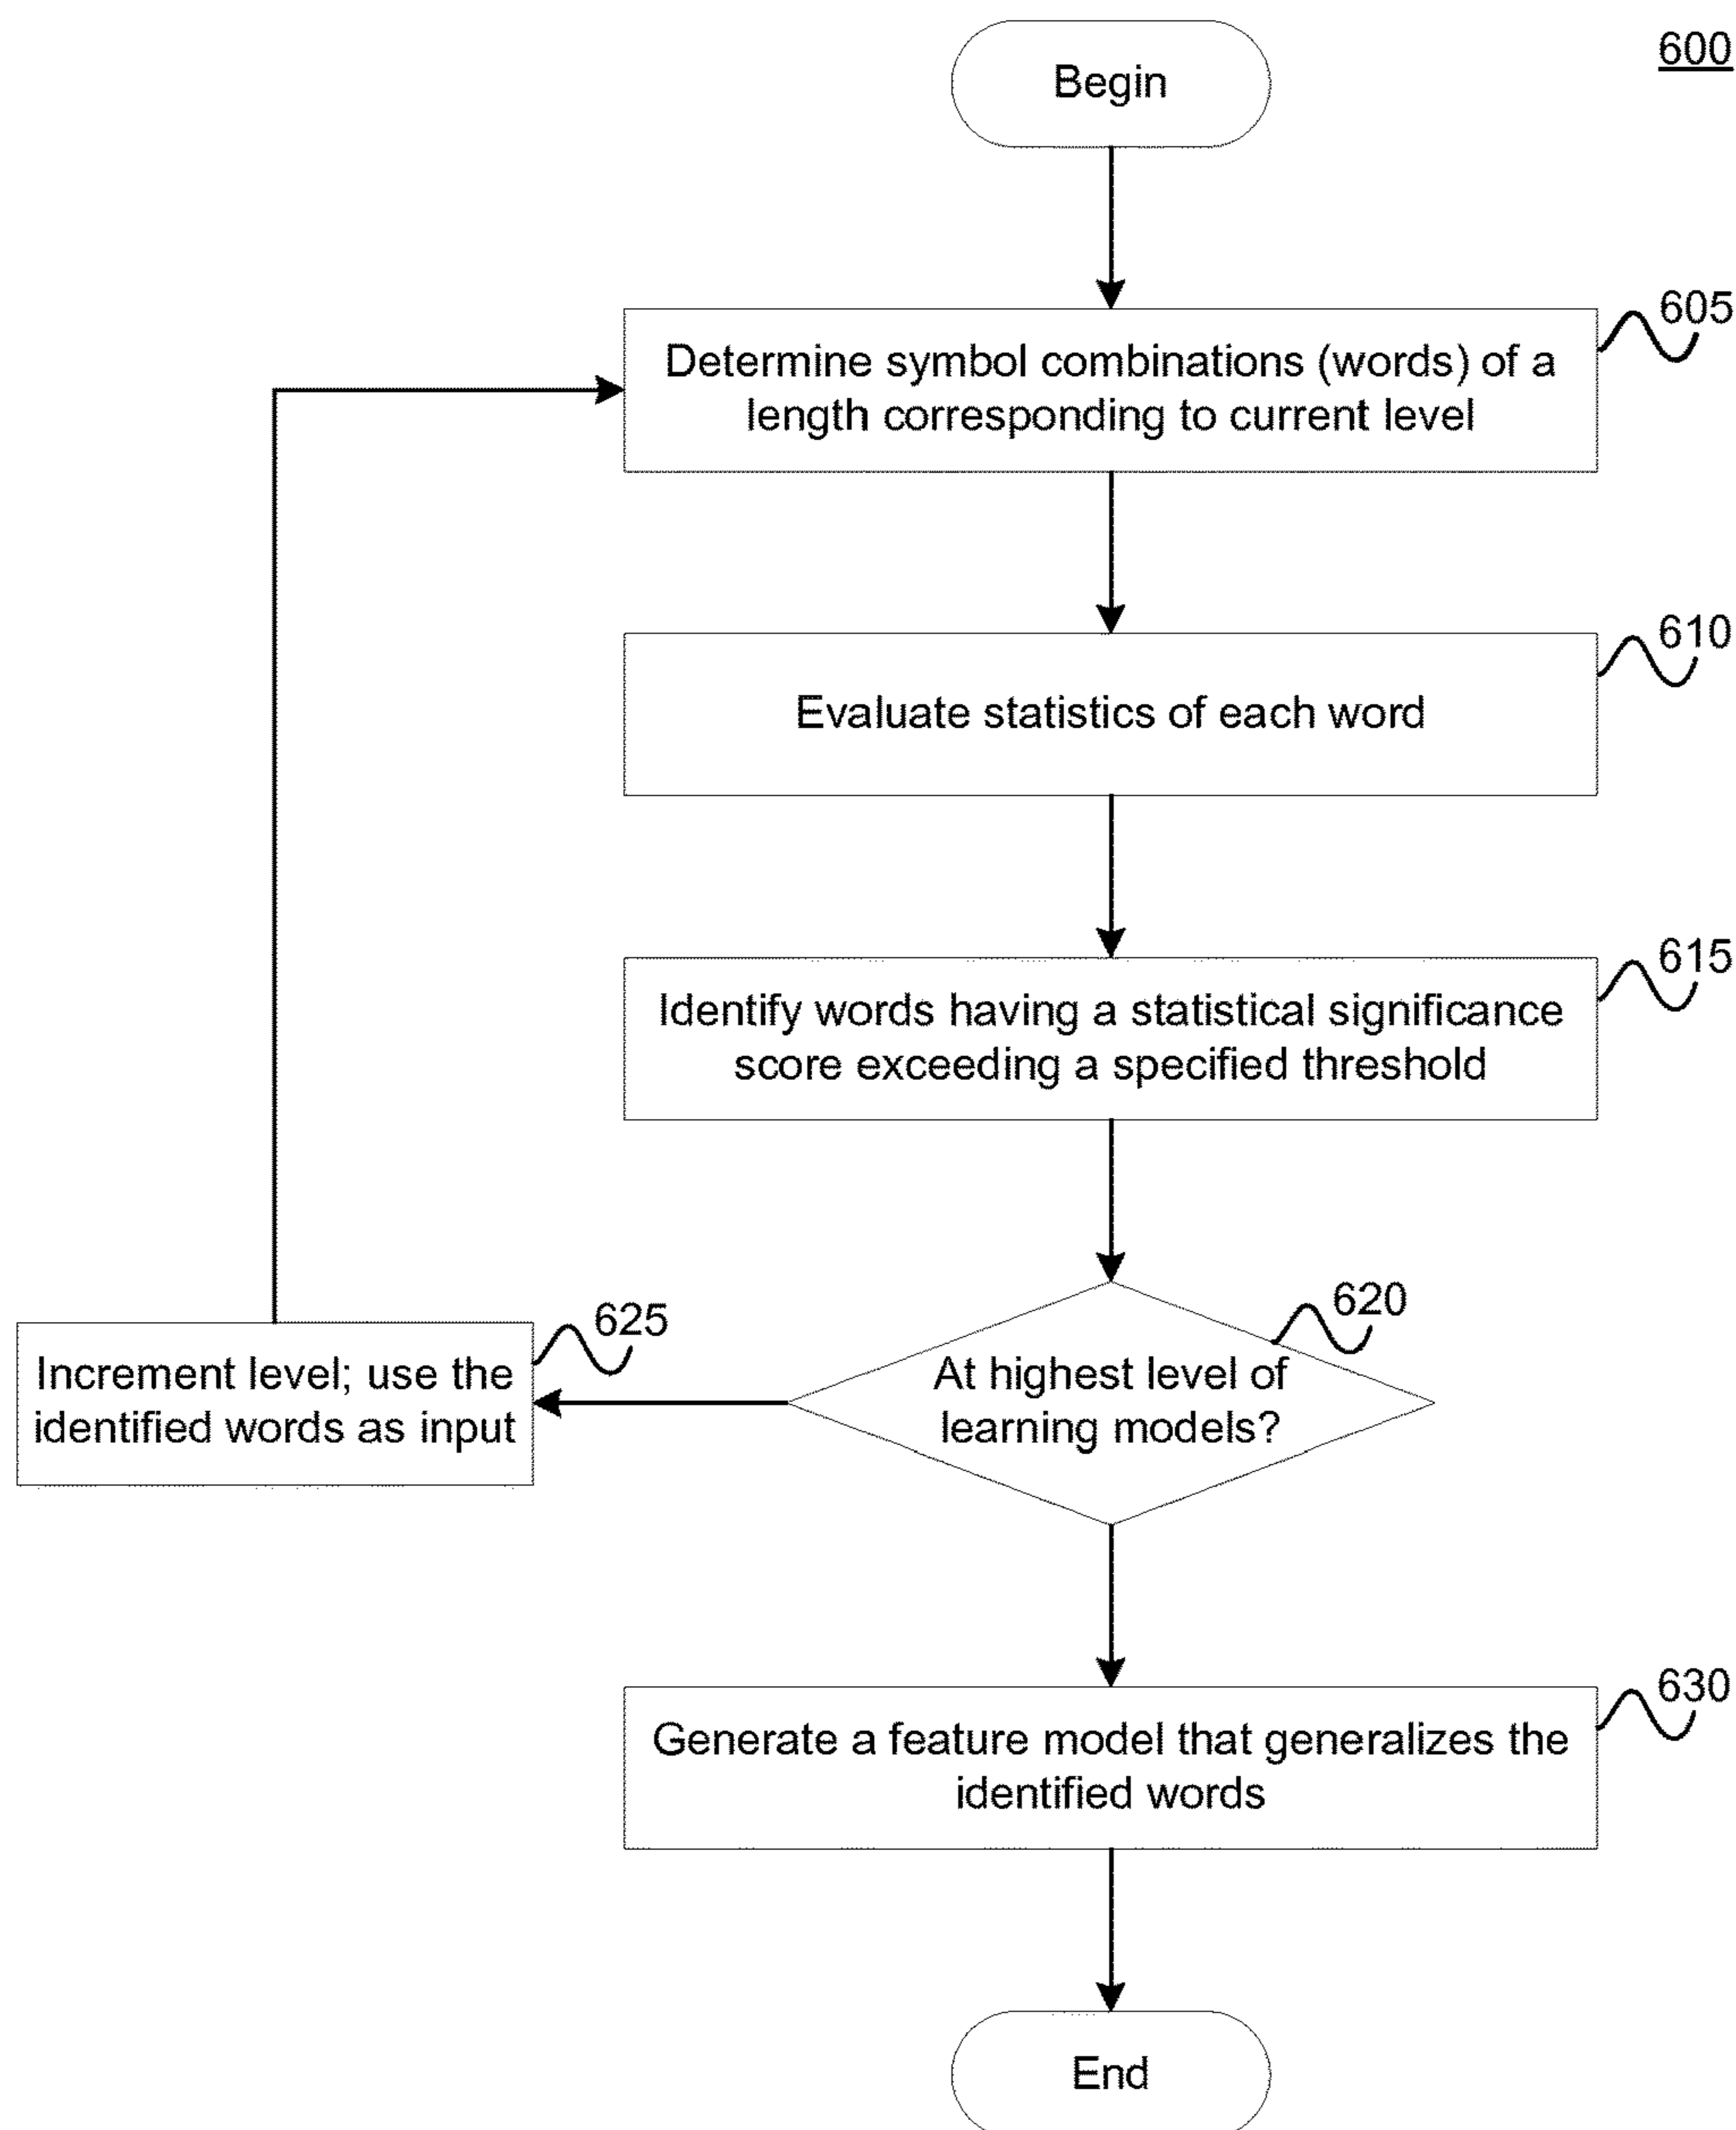 600
Begin
605
Determine symbol combinations (words) of a
length corresponding to current level
610
Evaluate statistics of each word
615
Identify words having a statistical significance
score exceeding a specified threshold
620
At highest level of
learning models?
625
Increment level; use the
identified words as input
630
Generate a feature model that generalizes the
identified words
End